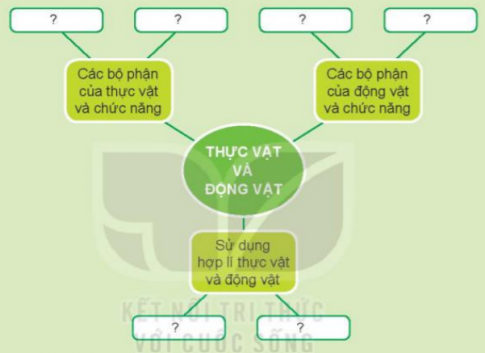 ?
?
?
?
Các bộ phận
của thực vật
và chức năng
Các bộ phận
của động vật
và chức năng
THỰC VẬT
VÀ
ĐỘNG VẬT
Sử dụng
hợp lí thực vật
và động vật
KẾT NỐI TRI THỨC
?
?
VỚI CUỘC SỐNG